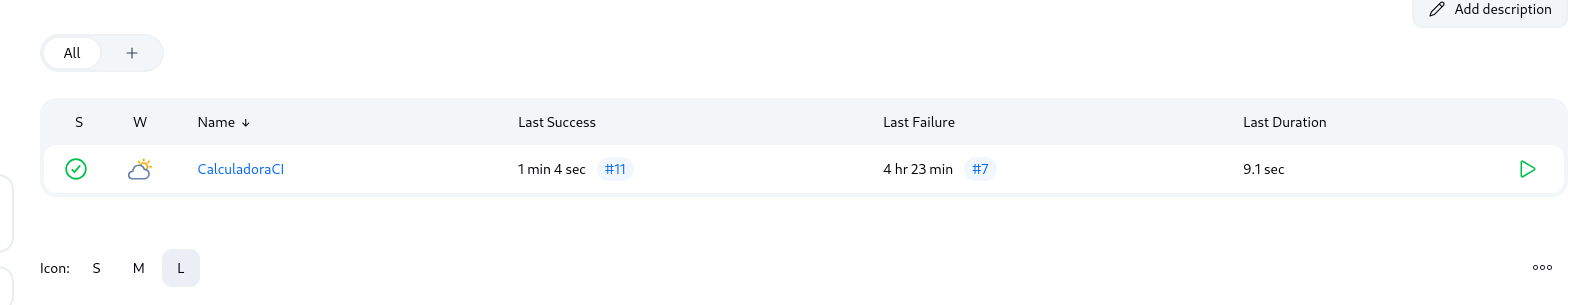 Add description
All +
S W Name ↓ Last Success Last Failure Last Duration
CalculadoraCI 1 min 4 sec #11 4 hr 23 min #7 9.1 sec
Icon: S M L